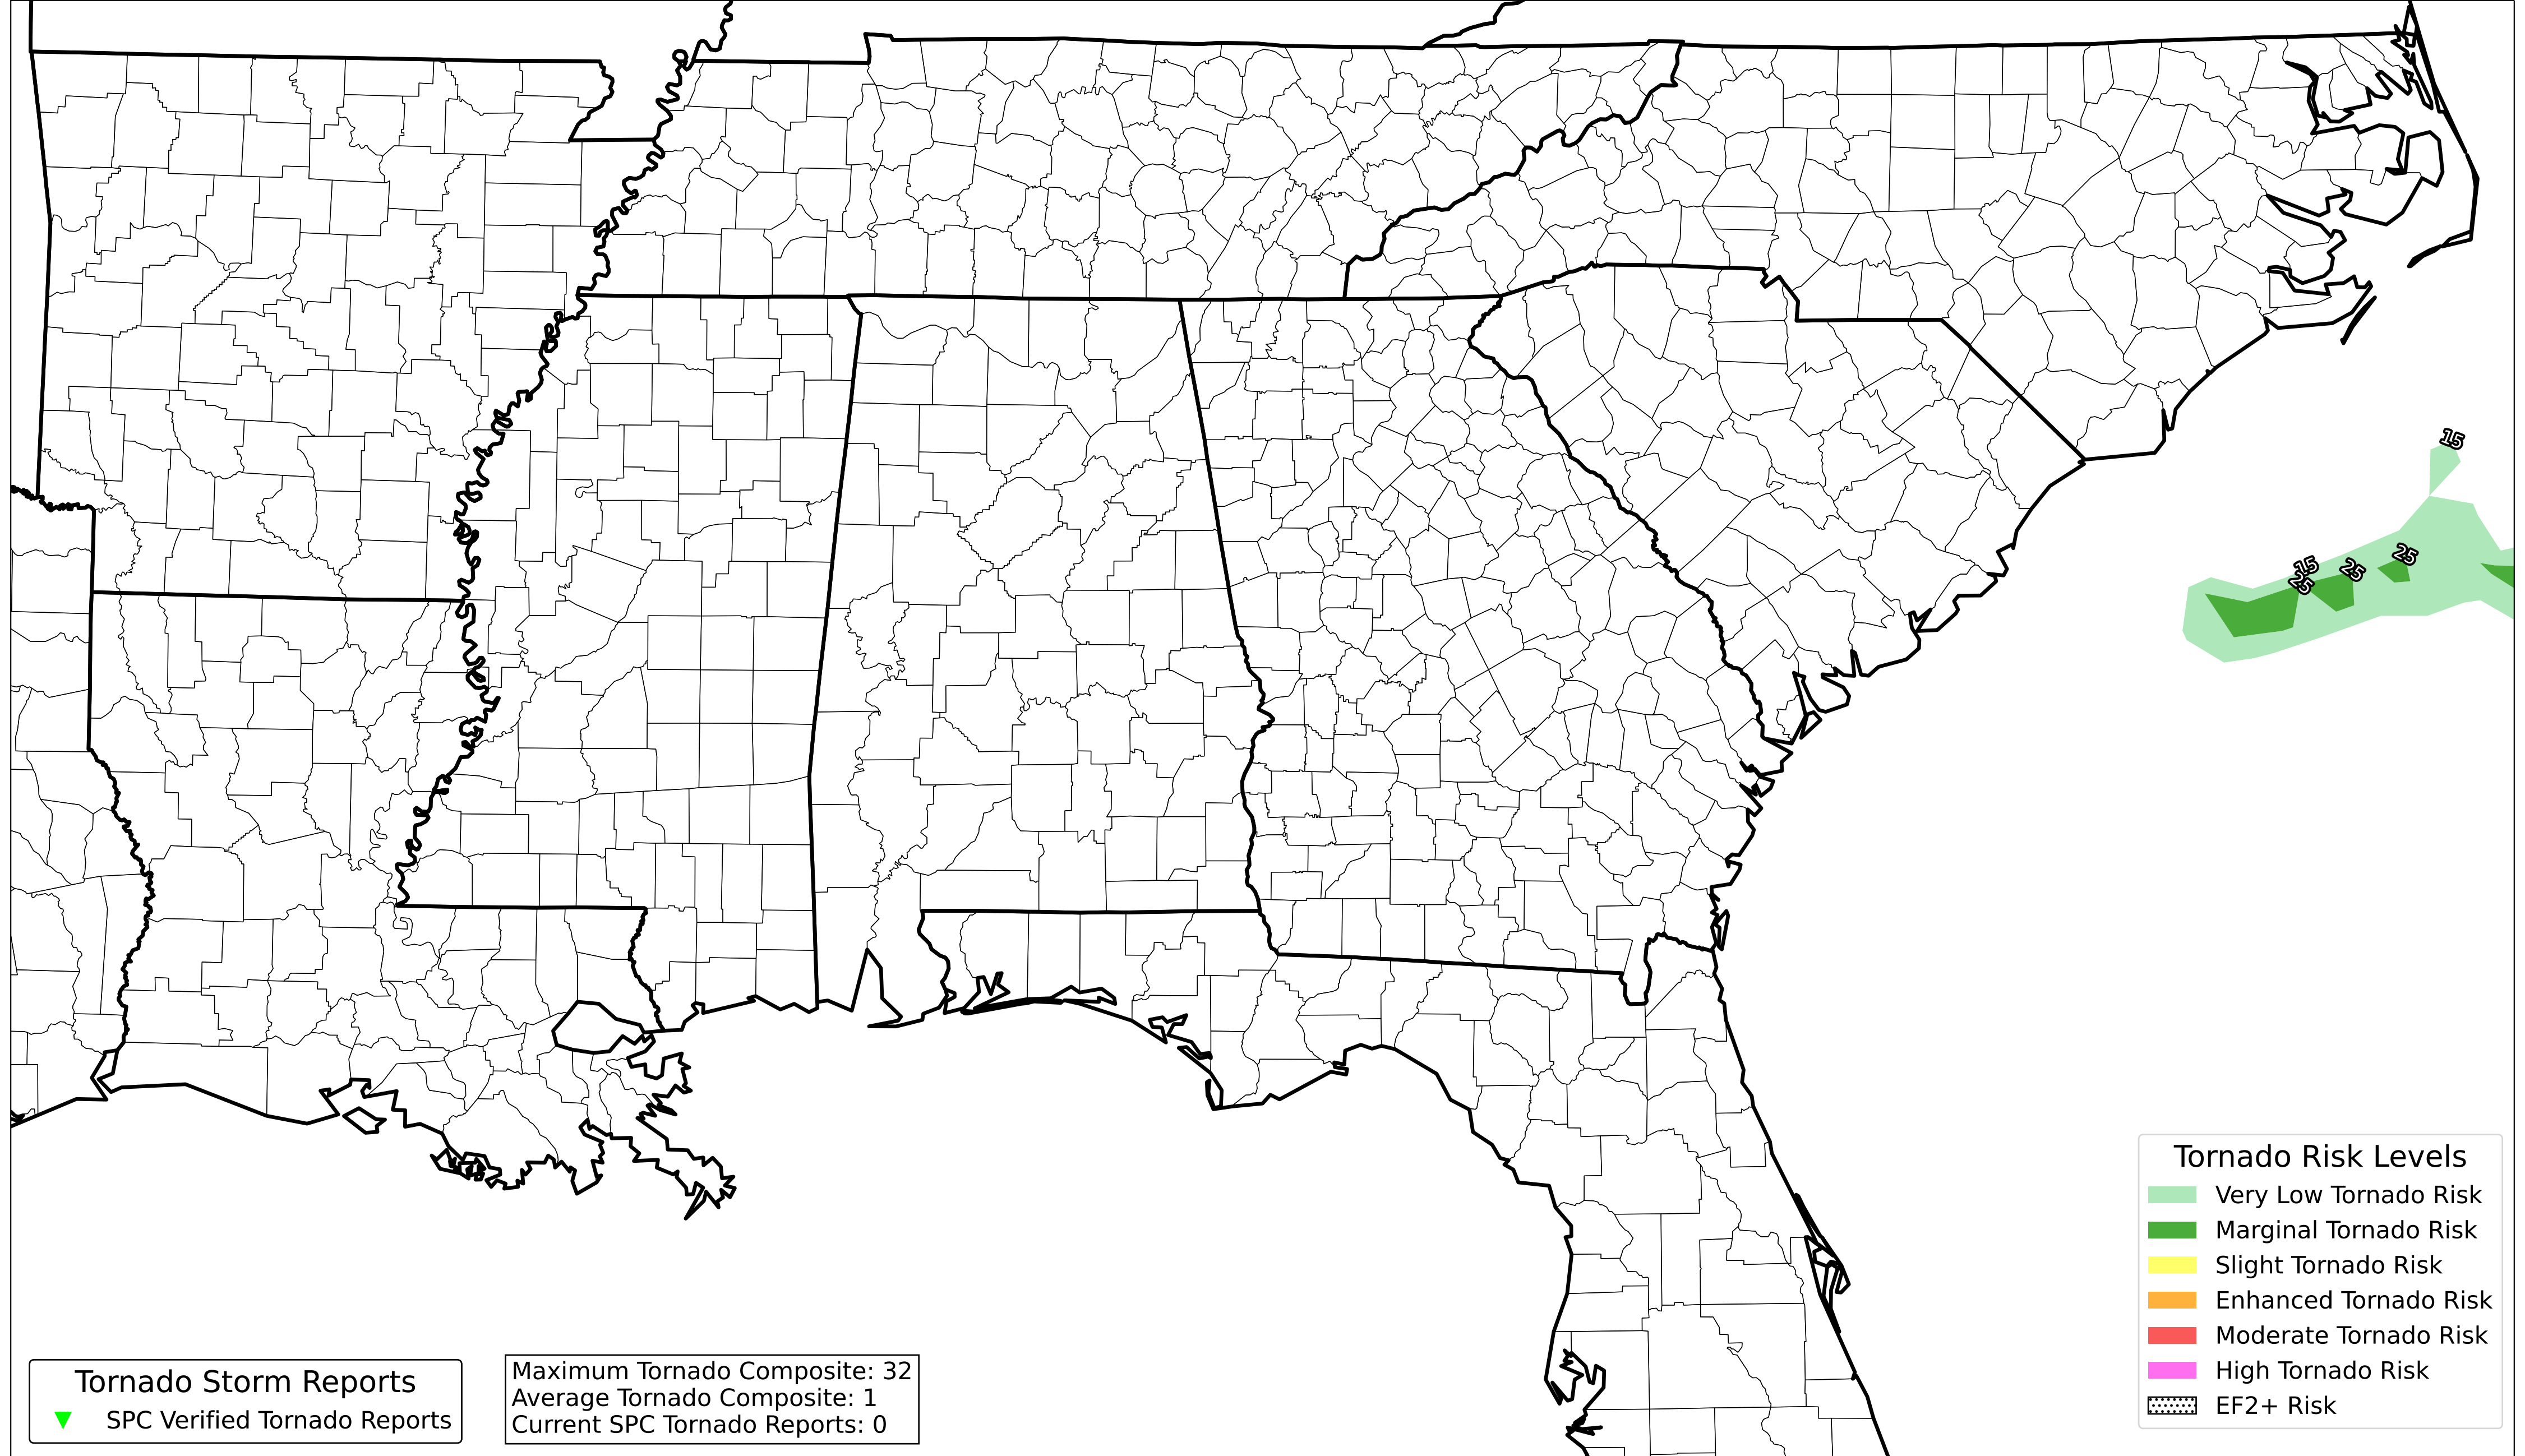 15
25
15
25
25
Tornado Risk Levels
Very Low Tornado Risk
Marginal Tornado Risk
Slight Tornado Risk
Enhanced Tornado Risk
Moderate Tornado Risk
High Tornado Risk
EF2+ Risk
Tornado Storm Reports
SPC Verified Tornado Reports
Maximum Tornado Composite: 32
Average Tornado Composite: 1
Current SPC Tornado Reports: 0